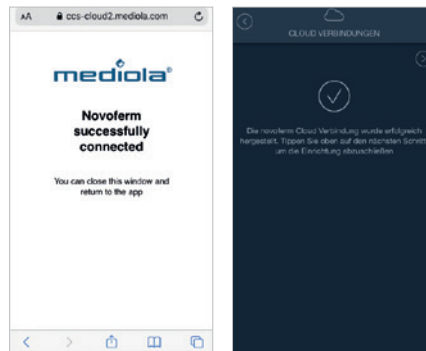 AA ccs-cloud2.mediola.com
mediola®
Novoferm
successfully
connected
You can close this window and
return to the app
CLOUD VERBINDUNGEN
Die novoferm Cloud Verbindung wurde erfolgreich
hergestellt. Tippen Sie oben auf den nächsten Schritt
um die Einrichtung abzuschließen